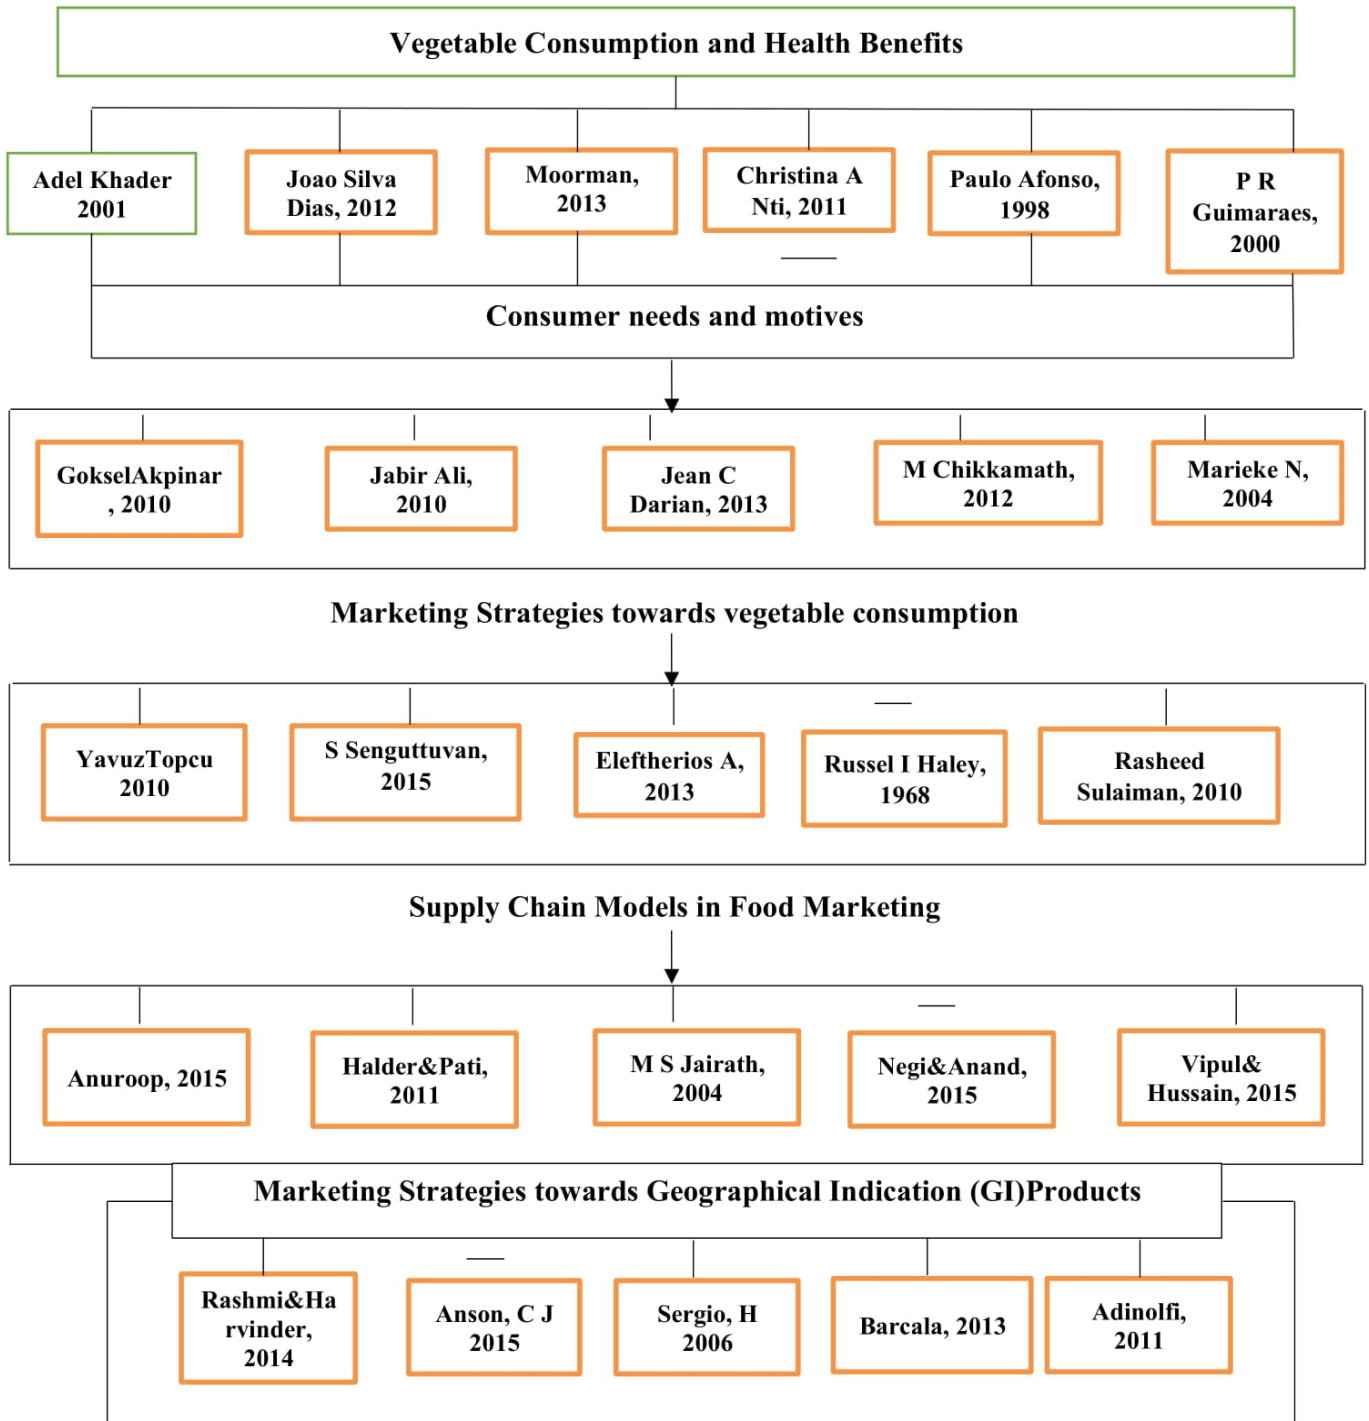 Vegetable Consumption and Health Benefits
Adel Khader
2001
Joao Silva
Dias, 2012
Moorman,
2013
Christina A
Nti, 2011
Paulo Afonso,
1998
P R
Guimaraes,
2000
Consumer needs and motives
GokselAkpinar
, 2010
Jabir Ali,
2010
Jean C
Darian, 2013
M Chikkamath,
2012
Marieke N,
2004
Marketing Strategies towards vegetable consumption
YavuzTopcu
2010
S Senguttuvan,
2015
Eleftherios A,
2013
Russel I Haley,
1968
Rasheed
Sulaiman, 2010
Supply Chain Models in Food Marketing
Anuroop, 2015
Halder&Pati,
2011
M S Jairath,
2004
Negi&Anand,
2015
Vipul&
Hussain, 2015
Marketing Strategies towards Geographical Indication (GI)Products
Rashmi&Ha
rvinder,
2014
Anson, C J
2015
Sergio, H
2006
Barcala, 2013
Adinolfi,
2011